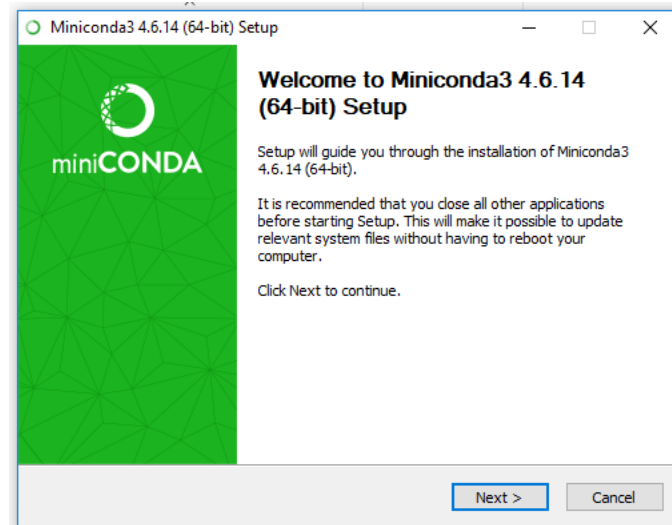 Miniconda3 4.6.14 (64-bit) Setup
miniCONDA
Welcome to Miniconda3 4.6.14
(64-bit) Setup
Setup will guide you through the installation of Miniconda3
4.6.14 (64-bit).
It is recommended that you close all other applications
before starting Setup. This will make it possible to update
relevant system files without having to reboot your
computer.
Click Next to continue.
Next >
Cancel